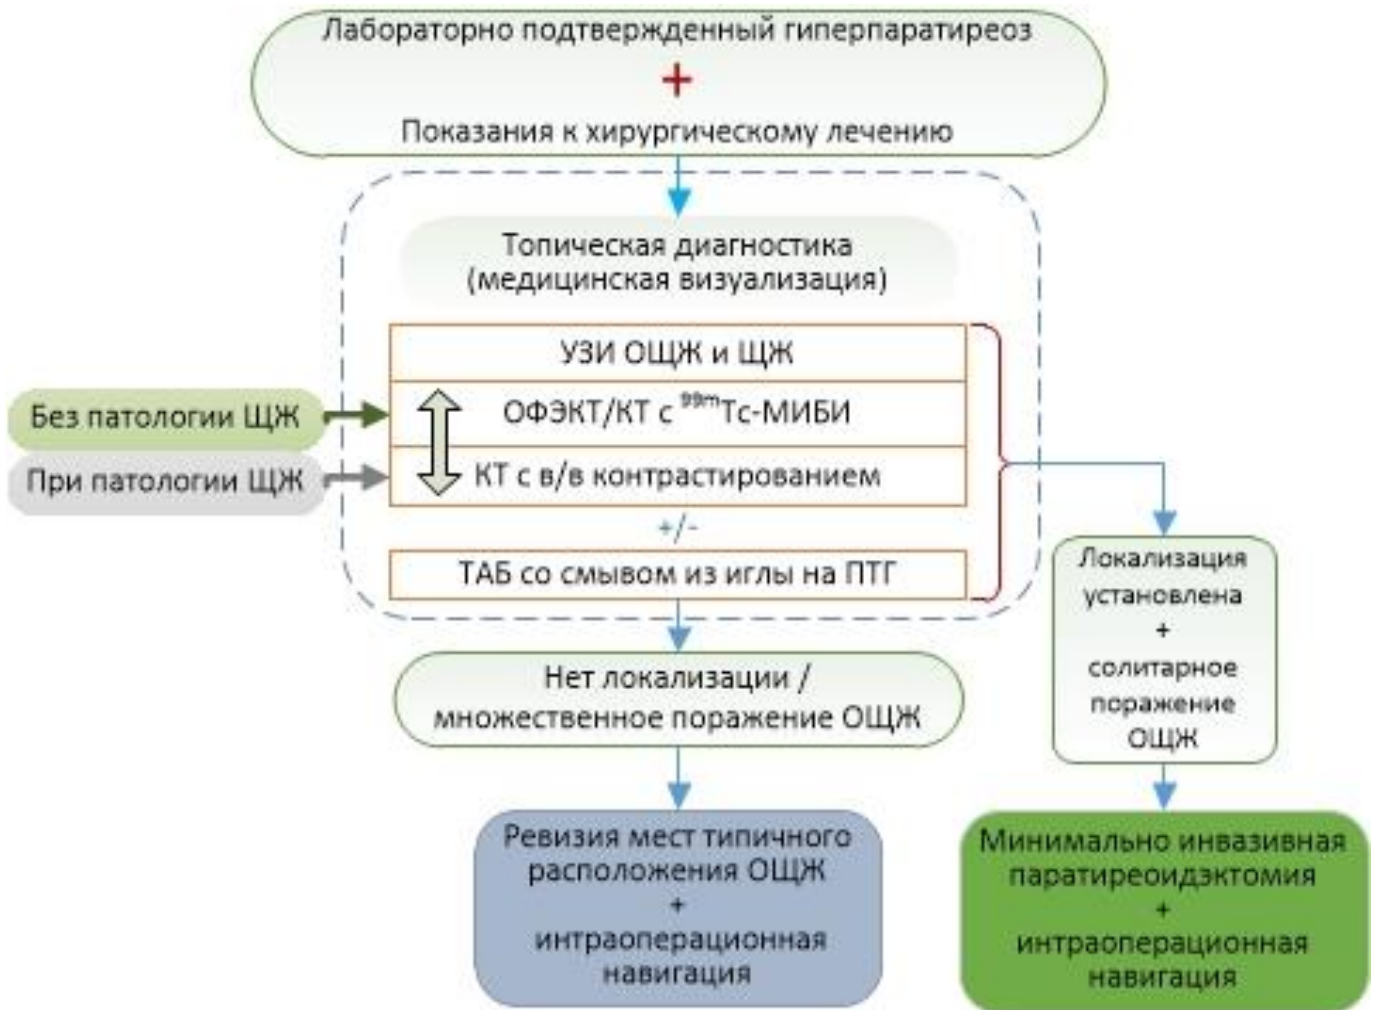 Лабораторно подтвержденный гиперпаратиреоз
+
Показания к хирургическому лечению
Топическая диагностика
(медицинская визуализация)
УЗИ ОЩЖ и ЩЖ
Без патологии ЩЖ
ОФЭКТ/КТ с ⁹⁹ᵐTc-МИБИ
При патологии ЩЖ
КТ с в/в контрастированием
+/-
ТАБ со смывом из иглы на ПТГ
Локализация
установлена
+
солитарное
поражение
ОЩЖ
Нет локализации /
множественное поражение ОЩЖ
Ревизия мест типичного
расположения ОЩЖ
+
интраоперационная
навигация
Минимально инвазивная
паратиреоидэктомия
+
интраоперационная
навигация